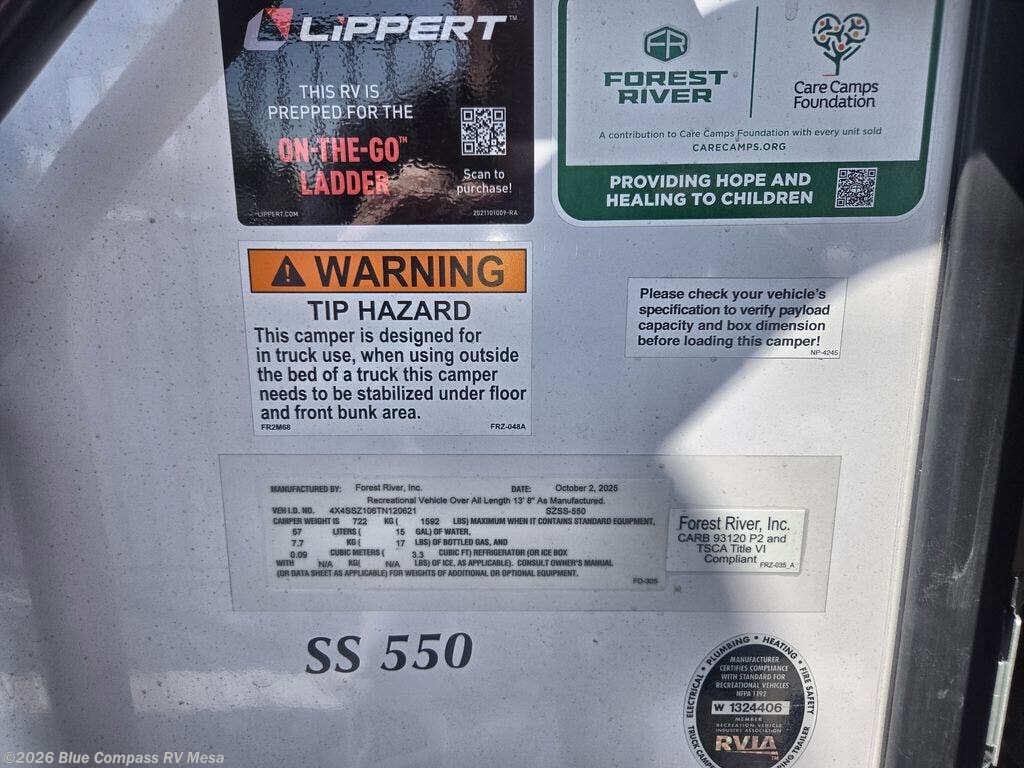 LiPPERT™
THIS RV IS
PREPPED FOR THE
ON-THE-GO™
LADDER
Scan to
purchase!
LIPPERT.COM
2021101009-RA
FR
FOREST
RIVER
Care Camps
Foundation
A contribution to Care Camps Foundation with every unit sold
CARECAMPS.ORG
PROVIDING HOPE AND
HEALING TO CHILDREN
WARNING
TIP HAZARD
This camper is designed for
in truck use, when using outside
the bed of a truck this camper
needs to be stabilized under floor
and front bunk area.
FR2M68 FRZ-048A
Please check your vehicle's
specification to verify payload
capacity and box dimension
before loading this camper!
NP-4245
MANUFACTURED BY: Forest River, Inc. DATE: October 2, 2025
Recreational Vehicle Over All Length 13' 8" As Manufactured.
VEH I.D. NO. 4X4SSZ106TN120621 SZSS-550
CAMPER WEIGHT IS 722 KG ( 1592 LBS) MAXIMUM WHEN IT CONTAINS STANDARD EQUIPMENT,
57 LITERS ( 15 GAL) OF WATER,
7.7 KG ( 17 LBS) OF BOTTLED GAS, AND
0.09 CUBIC METERS ( 3.3 CUBIC FT) REFRIGERATOR (OR ICE BOX
WITH N/A KG( N/A LBS) OF ICE, AS APPLICABLE). CONSULT OWNER'S MANUAL
(OR DATA SHEET AS APPLICABLE) FOR WEIGHTS OF ADDITIONAL OR OPTIONAL EQUIPMENT.
FO-305
Forest River, Inc.
CARB 93120 P2 and
TSCA Title VI
Compliant
FRZ-035_A
SS 550
ELECTRICAL • PLUMBING • HEATING • FIRE SAFETY
MANUFACTURER
CERTIFIES COMPLIANCE
WITH STANDARD FOR
RECREATIONAL VEHICLES
NFPA 1192
W 1324406
MEMBER
RECREATION VEHICLE
INDUSTRY ASSOCIATION
RVIA™
TRUCK
TRAILER
©2026 Blue Compass RV Mesa